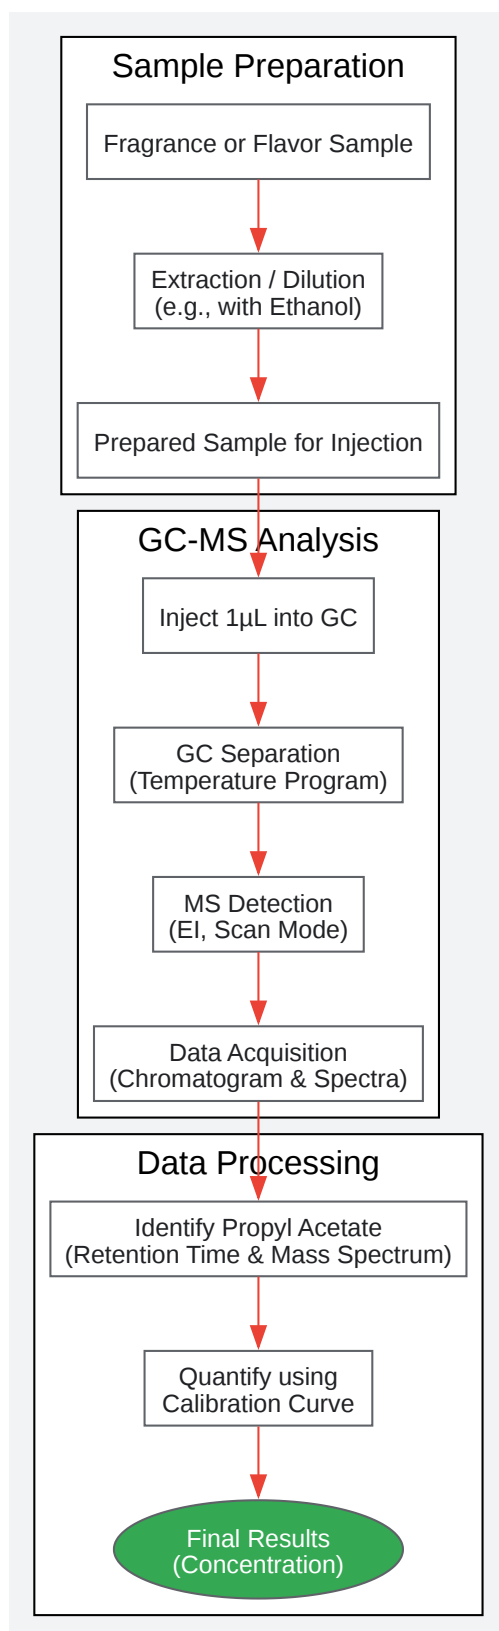 Sample Preparation
Fragrance or Flavor Sample
Extraction / Dilution
(e.g., with Ethanol)
Prepared Sample for Injection
GC-MS Analysis
Inject 1µL into GC
GC Separation
(Temperature Program)
MS Detection
(EI, Scan Mode)
Data Acquisition
(Chromatogram & Spectra)
Data Processing
Identify Propyl Acetate
(Retention Time & Mass Spectrum)
Quantify using
Calibration Curve
Final Results
(Concentration)